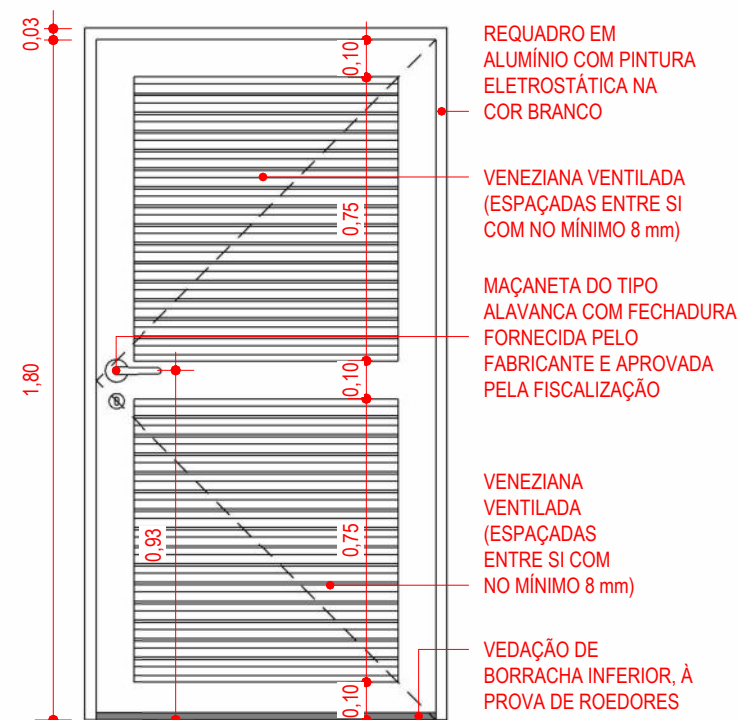 0,03
1,80
0,10
0,75
0,10
0,93
0,75
0,10
REQUADRO EM
ALUMÍNIO COM PINTURA
ELETROSTÁTICA NA
COR BRANCO
VENEZIANA VENTILADA
(ESPAÇADAS ENTRE SI
COM NO MÍNIMO 8 mm)
MAÇANETA DO TIPO
ALAVANCA COM FECHADURA
FORNECIDA PELO
FABRICANTE E APROVADA
PELA FISCALIZAÇÃO
VENEZIANA
VENTILADA
(ESPAÇADAS
ENTRE SI COM
NO MÍNIMO 8 mm)
VEDAÇÃO DE
BORRACHA INFERIOR, À
PROVA DE ROEDORES